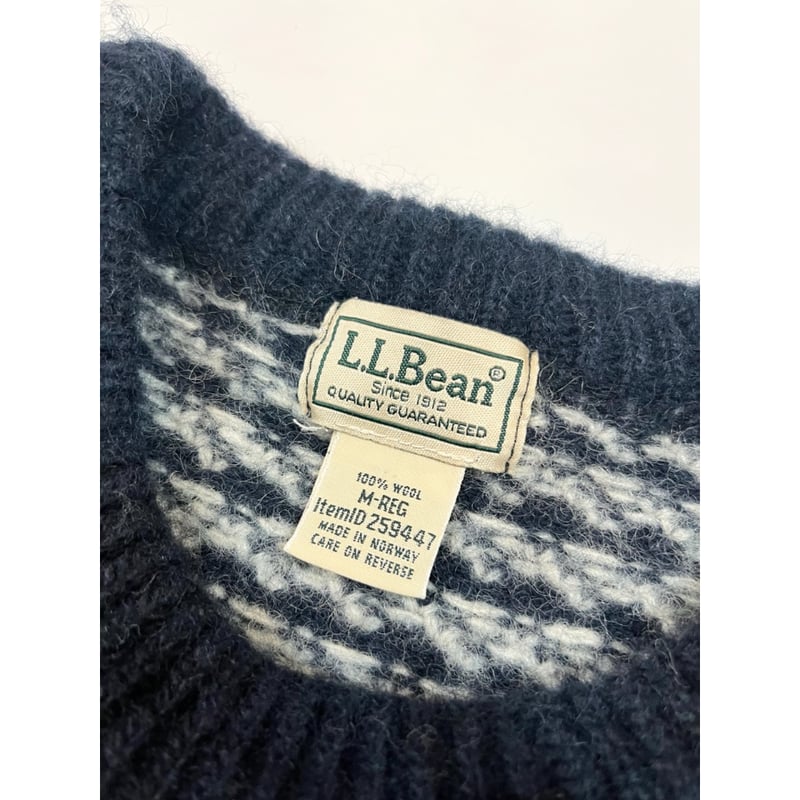 L.L.Bean®
Since 1912
QUALITY GUARANTEED
100% WOOL
M-REG
ItemID 259447
MADE IN NORWAY
CARE ON REVERSE